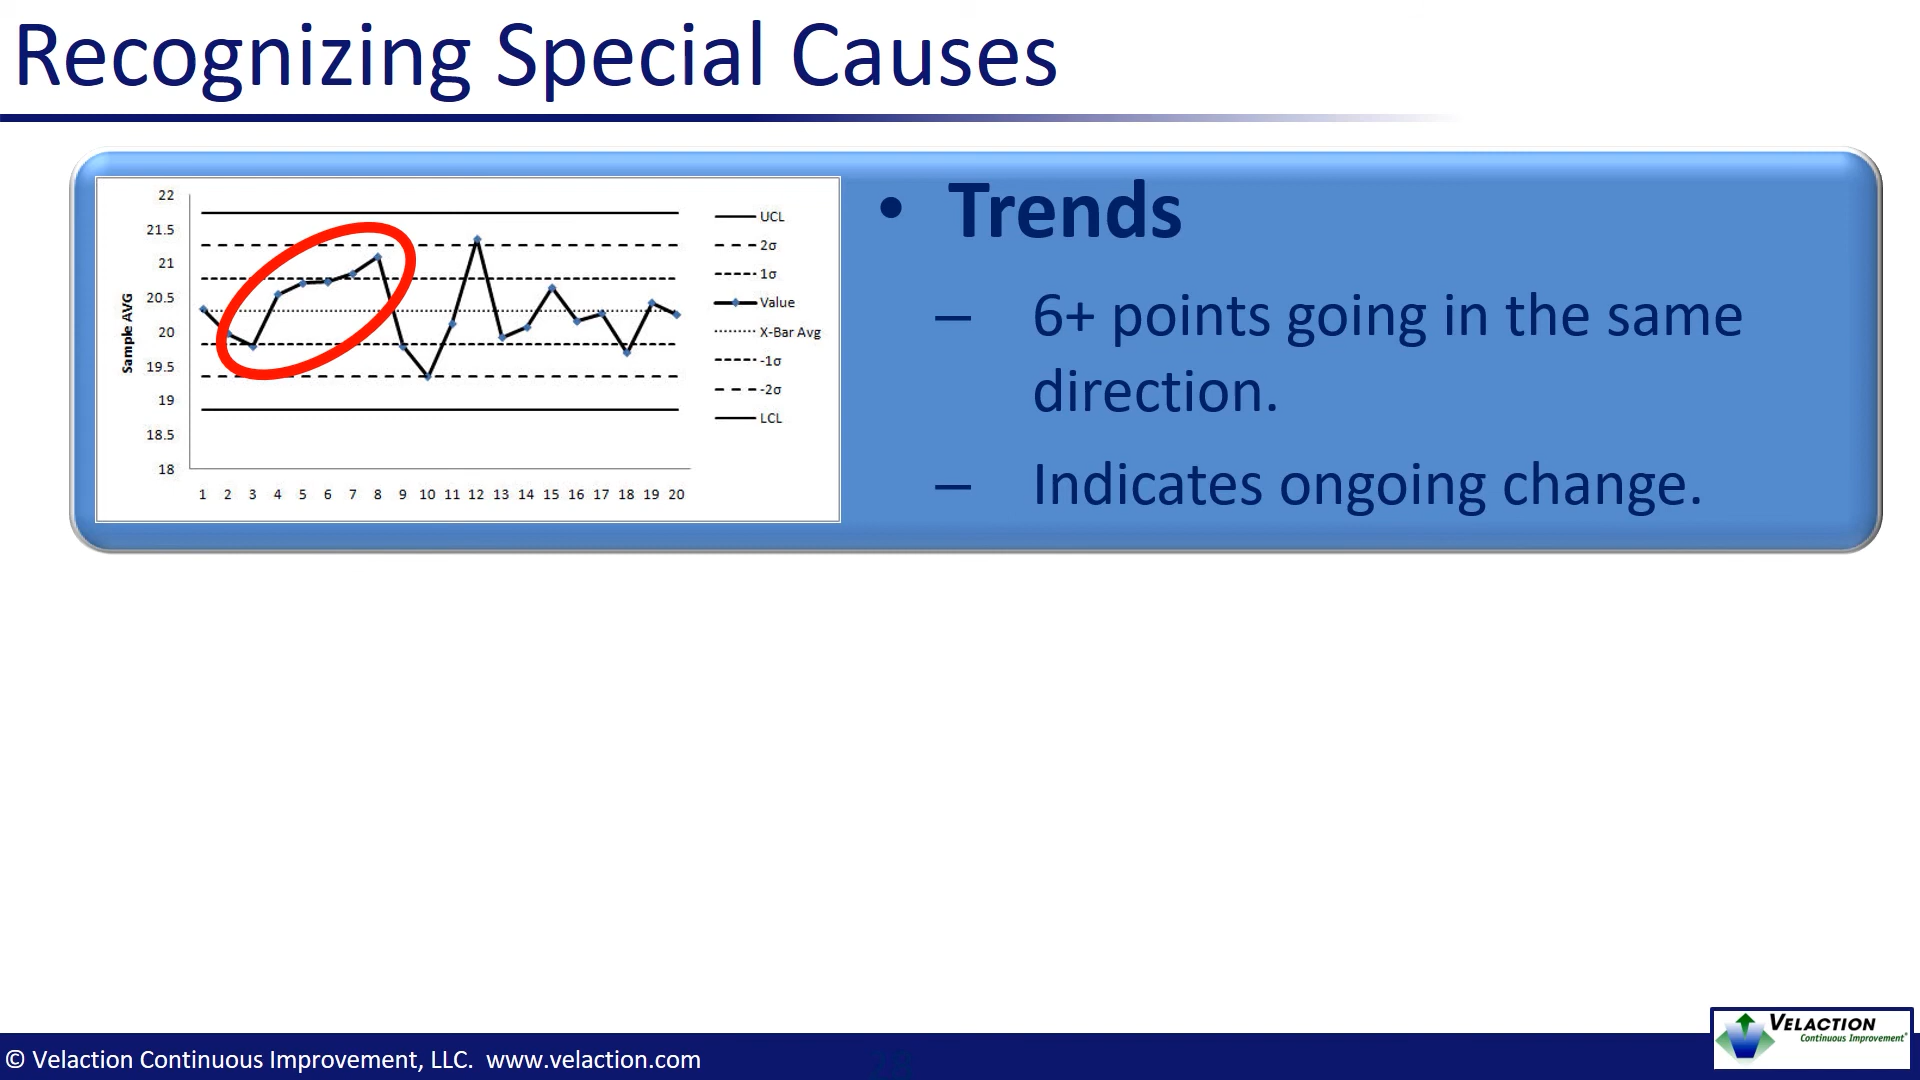 Recognizing Special Causes
22
21.5
21
20.5
20
19.5
19
18.5
18
Sample AVG
1 2 3 4 5 6 7 8 9 10 11 12 13 14 15 16 17 18 19 20
UCL
2σ
1σ
Value
X-Bar Avg
-1σ
-2σ
LCL
• Trends
– 6+ points going in the same
direction.
– Indicates ongoing change.
© Velaction Continuous Improvement, LLC. www.velaction.com
VELACTION
Continuous Improvement®